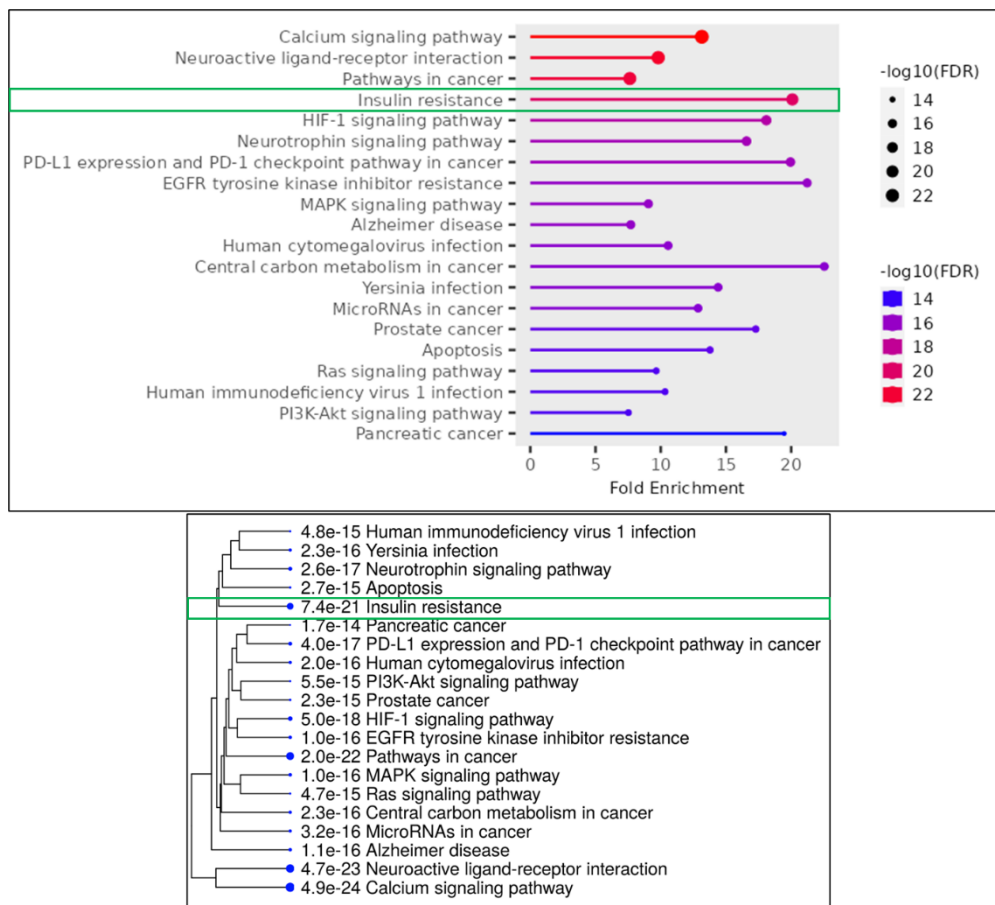 Calcium signaling pathway
Neuroactive ligand-receptor interaction
Pathways in cancer
Insulin resistance
HIF-1 signaling pathway
Neurotrophin signaling pathway
PD-L1 expression and PD-1 checkpoint pathway in cancer
EGFR tyrosine kinase inhibitor resistance
MAPK signaling pathway
Alzheimer disease
Human cytomegalovirus infection
Central carbon metabolism in cancer
Yersinia infection
MicroRNAs in cancer
Prostate cancer
Apoptosis
Ras signaling pathway
Human immunodeficiency virus 1 infection
PI3K-Akt signaling pathway
Pancreatic cancer
0 5 10 15 20
Fold Enrichment
-log10(FDR)
14
16
18
20
22
-log10(FDR)
14
16
18
20
22
4.8e-15 Human immunodeficiency virus 1 infection
2.3e-16 Yersinia infection
2.6e-17 Neurotrophin signaling pathway
2.7e-15 Apoptosis
7.4e-21 Insulin resistance
1.7e-14 Pancreatic cancer
4.0e-17 PD-L1 expression and PD-1 checkpoint pathway in cancer
2.0e-16 Human cytomegalovirus infection
5.5e-15 PI3K-Akt signaling pathway
2.3e-15 Prostate cancer
5.0e-18 HIF-1 signaling pathway
1.0e-16 EGFR tyrosine kinase inhibitor resistance
2.0e-22 Pathways in cancer
1.0e-16 MAPK signaling pathway
4.7e-15 Ras signaling pathway
2.3e-16 Central carbon metabolism in cancer
3.2e-16 MicroRNAs in cancer
1.1e-16 Alzheimer disease
4.7e-23 Neuroactive ligand-receptor interaction
4.9e-24 Calcium signaling pathway